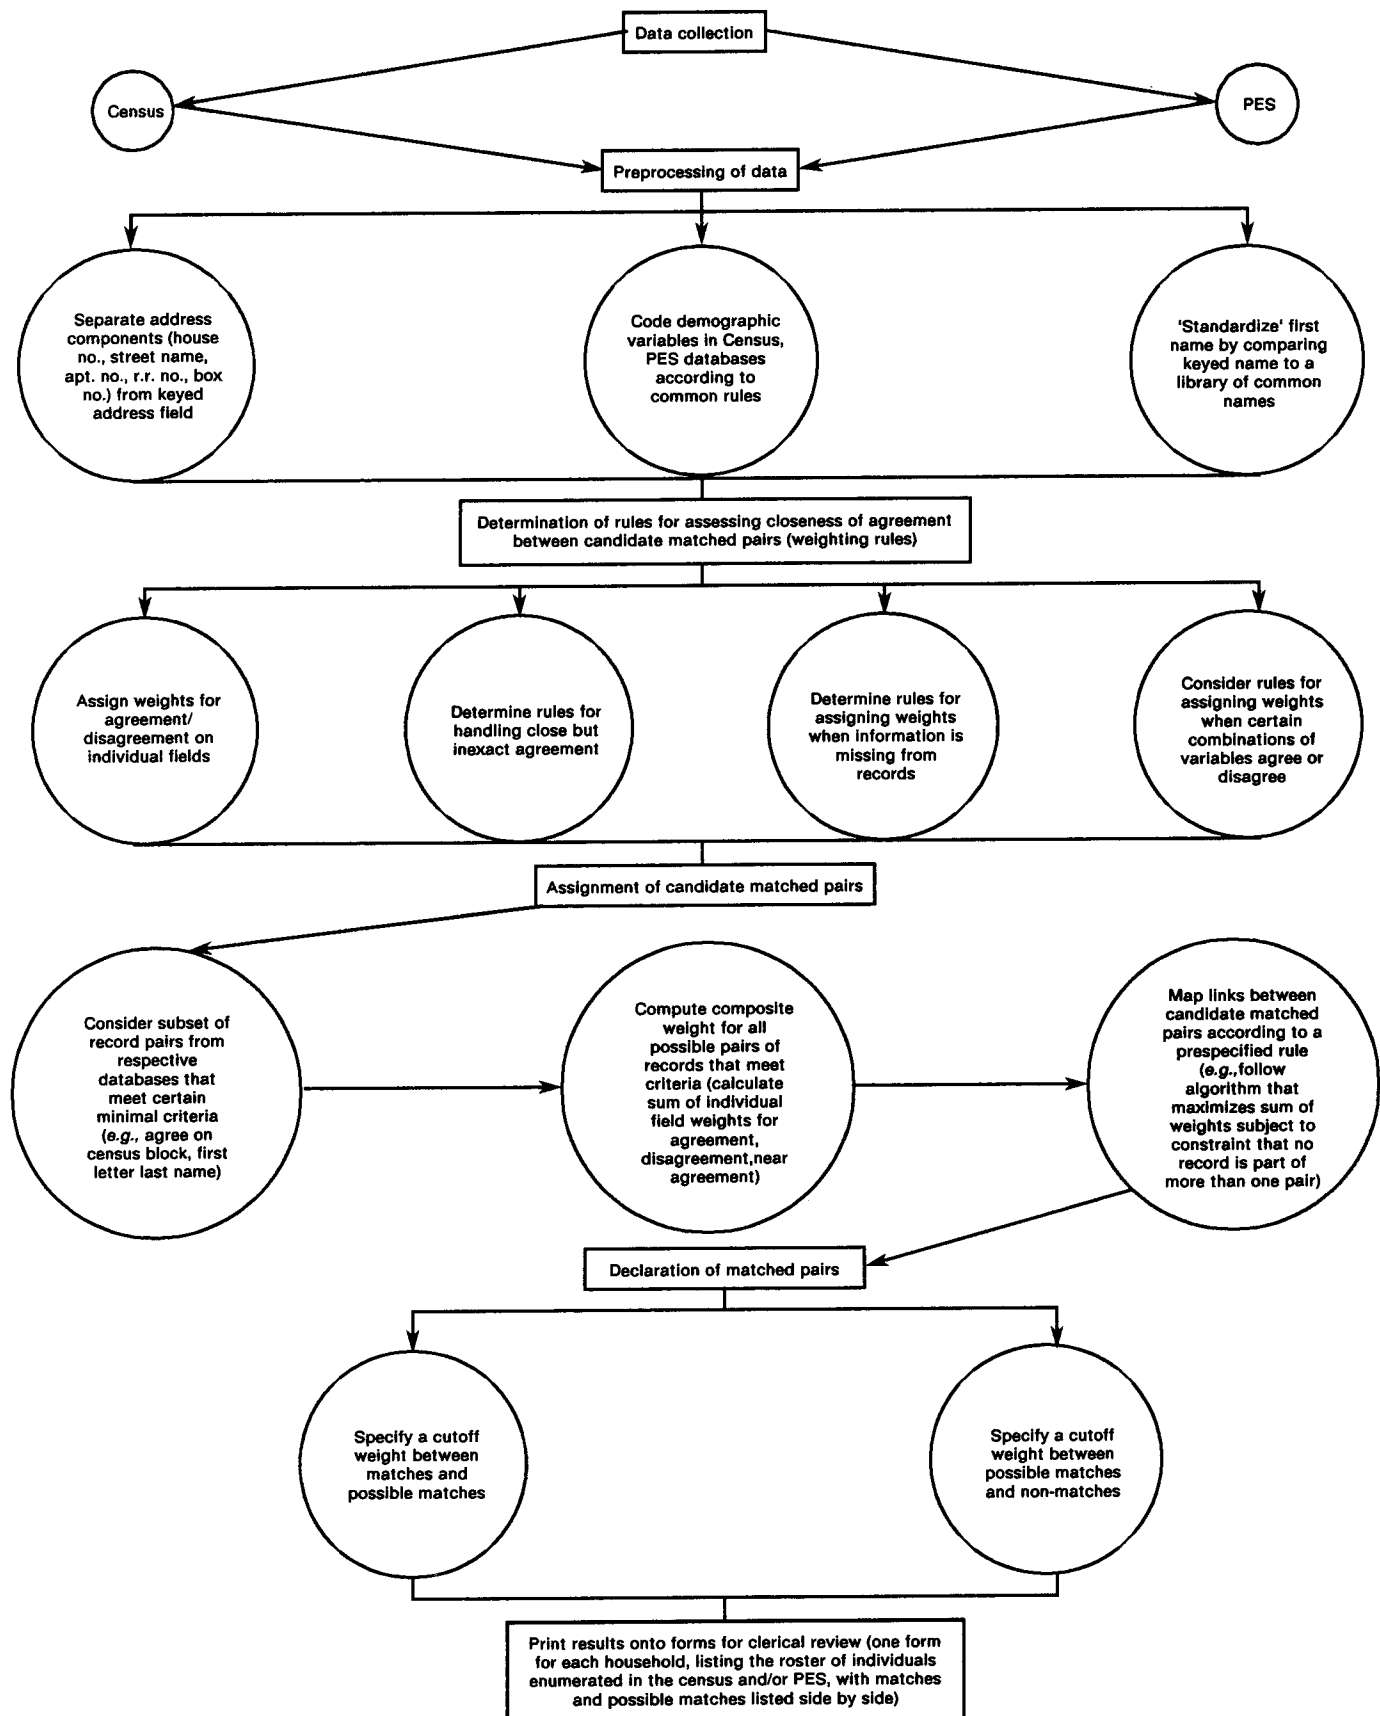 Data collection
Census
PES
Preprocessing of data
Separate address
components (house
no., street name,
apt. no., r.r. no., box
no.) from keyed
address field
Code demographic
variables in Census,
PES databases
according to
common rules
'Standardize' first
name by comparing
keyed name to a
library of common
names
Determination of rules for assessing closeness of agreement
between candidate matched pairs (weighting rules)
Assign weights for
agreement/
disagreement on
individual fields
Determine rules for
handling close but
inexact agreement
Determine rules for
assigning weights
when information is
missing from
records
Consider rules for
assigning weights
when certain
combinations of
variables agree or
disagree
Assignment of candidate matched pairs
Consider subset of
record pairs from
respective
databases that
meet certain
minimal criteria
(e.g., agree on
census block, first
letter last name)
Compute composite
weight for all
possible pairs of
records that meet
criteria (calculate
sum of individual
field weights for
agreement,
disagreement,near
agreement)
Map links between
candidate matched
pairs according to a
prespecified rule
(e.g.,follow
algorithm that
maximizes sum of
weights subject to
constraint that no
record is part of
more than one pair)
Declaration of matched pairs
Specify a cutoff
weight between
matches and
possible matches
Specify a cutoff
weight between
possible matches
and non-matches
Print results onto forms for clerical review (one form
for each household, listing the roster of individuals
enumerated in the census and/or PES, with matches
and possible matches listed side by side)